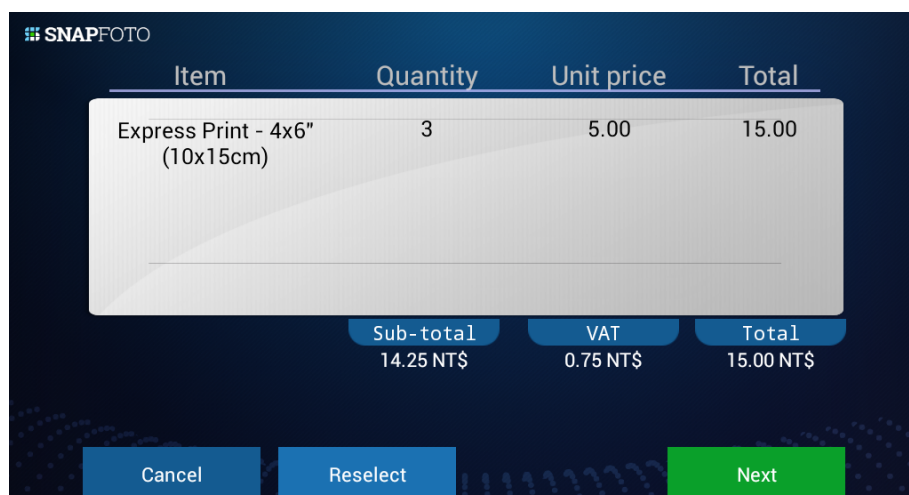 SNAPFOTO
Item Quantity Unit price Total
Express Print - 4x6" 3 5.00 15.00
(10x15cm)
Sub-total VAT Total
14.25 NT$ 0.75 NT$ 15.00 NT$
Cancel Reselect Next